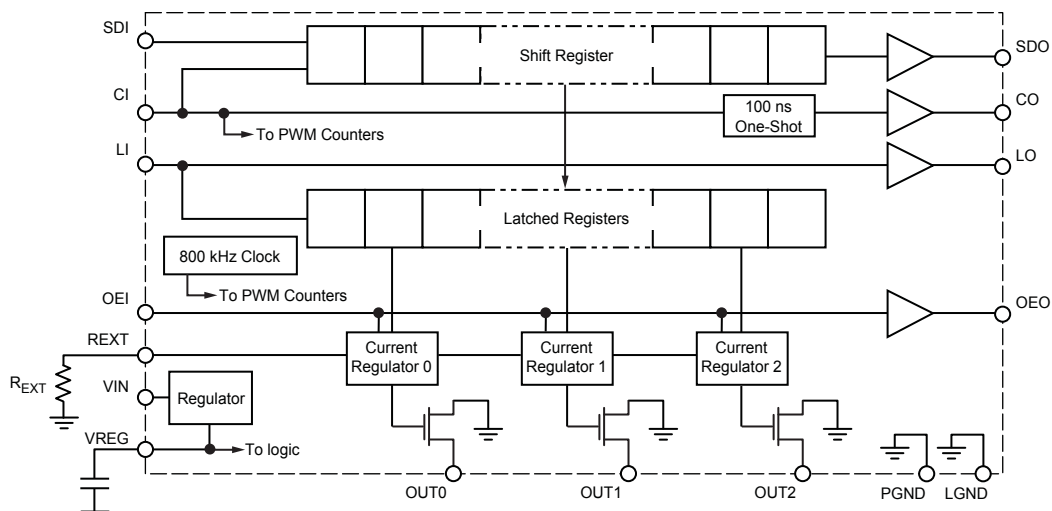 SDI
Shift Register
SDO
CI
100 ns
One-Shot
CO
To PWM Counters
LI
LO
Latched Registers
800 kHz Clock
To PWM Counters
OEI
OEO
REXT
Current
Regulator 0
Current
Regulator 1
Current
Regulator 2
REXT
VIN
Regulator
VREG
To logic
OUT0
OUT1
OUT2
PGND
LGND